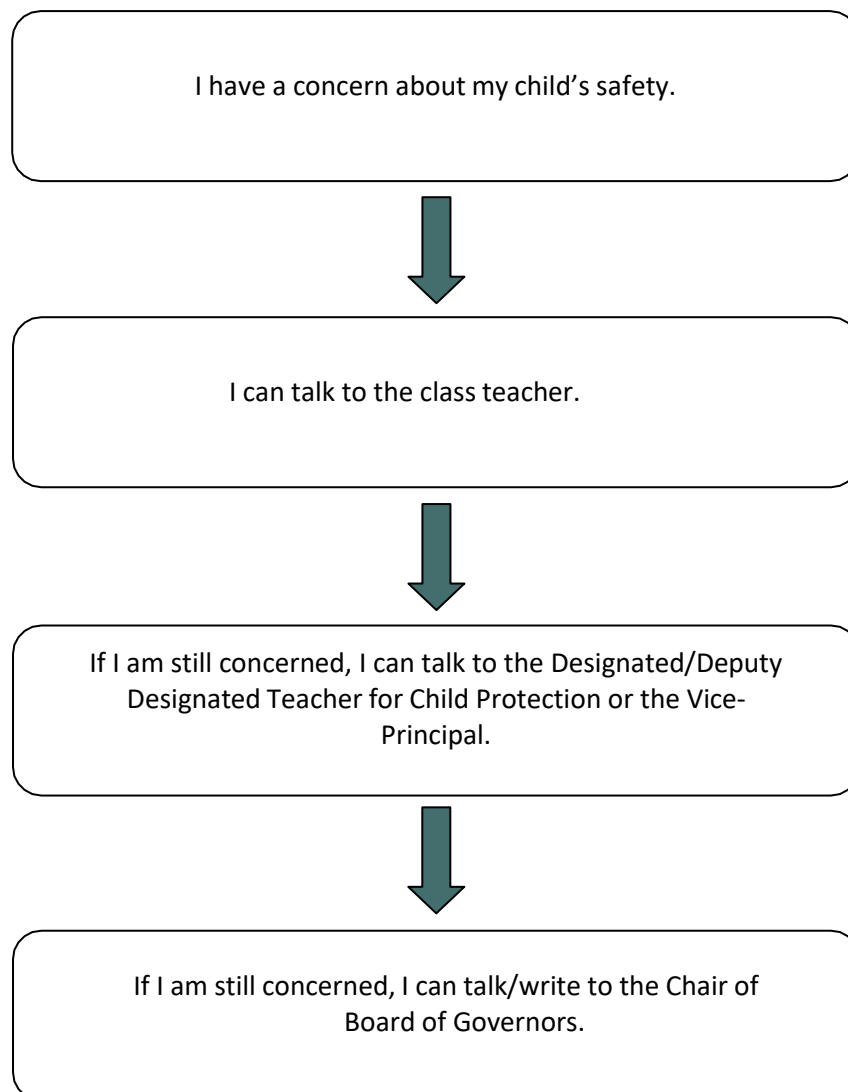 I have a concern about my child’s safety.
I can talk to the class teacher.
If I am still concerned, I can talk to the Designated/Deputy
Designated Teacher for Child Protection or the Vice-
Principal.
If I am still concerned, I can talk/write to the Chair of
Board of Governors.